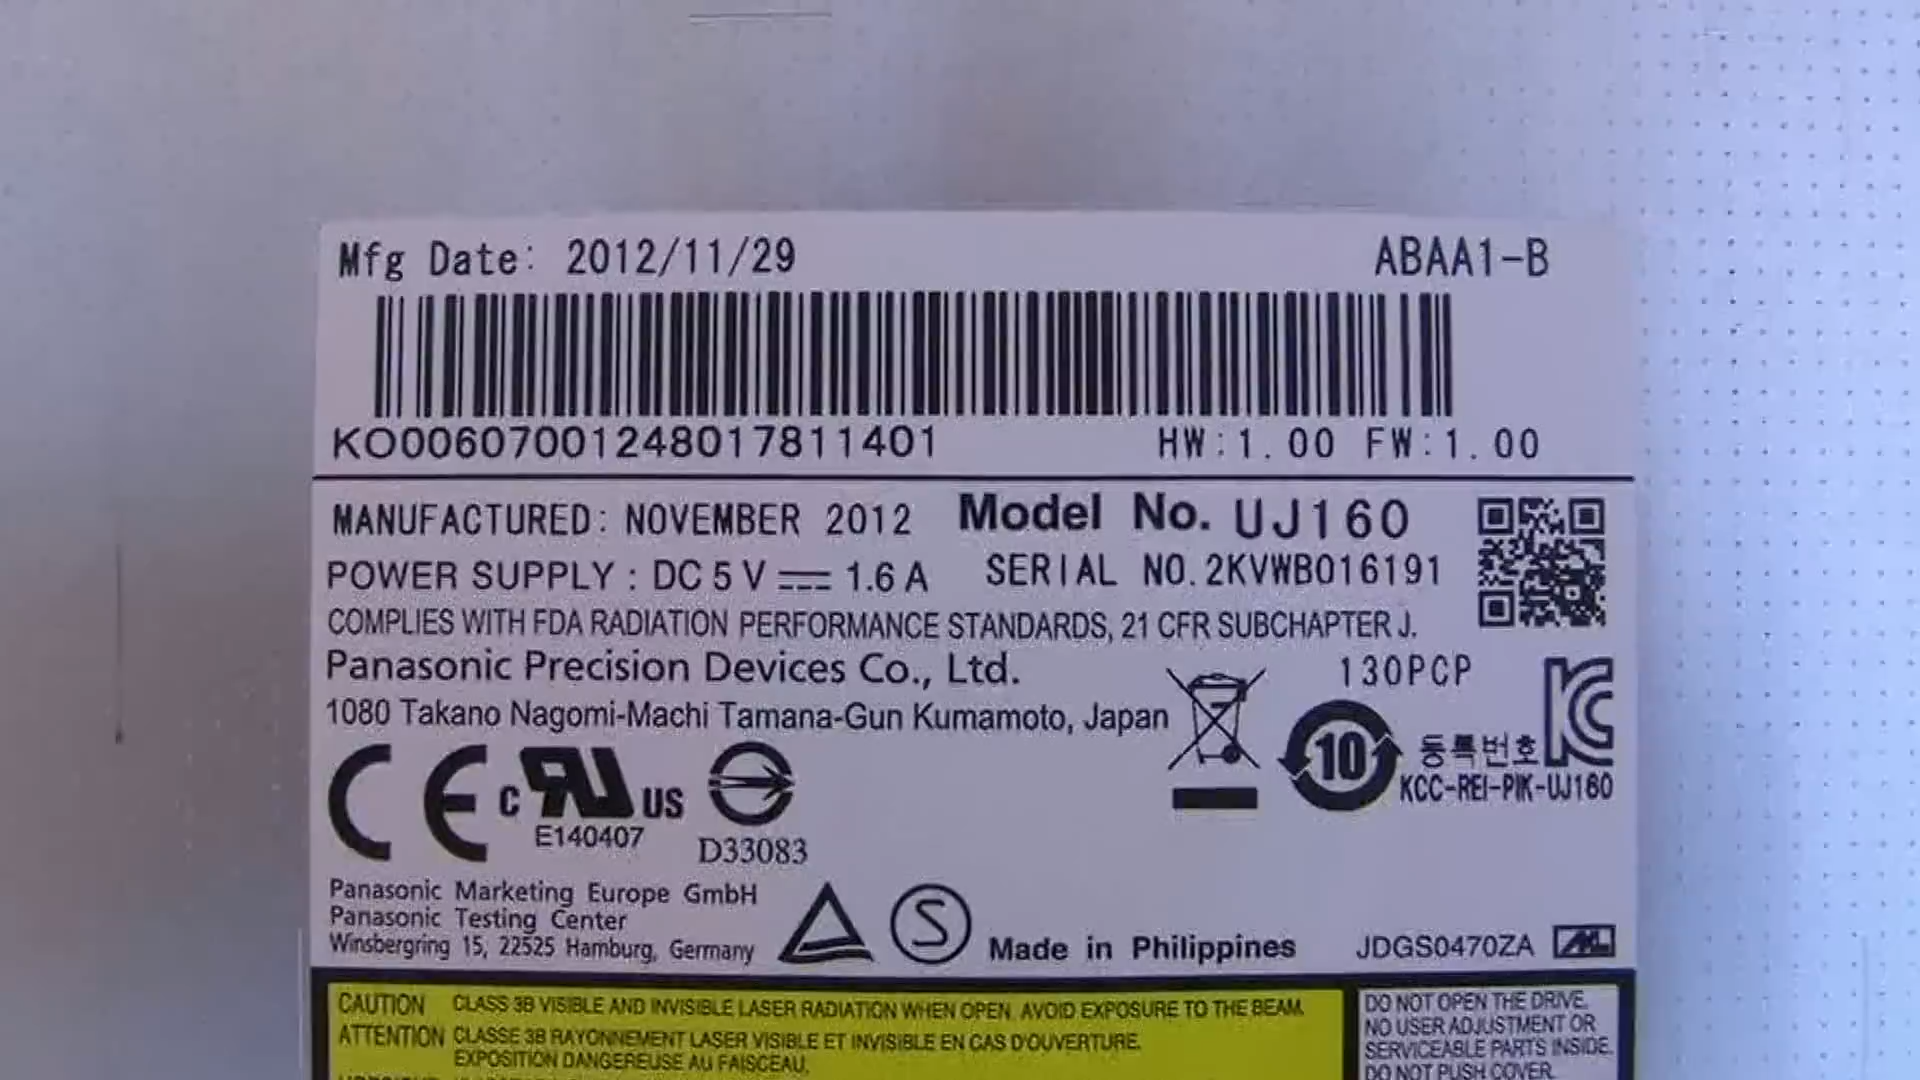 Mfg Date: 2012/11/29 ABAA1-B
KO00607001248017811401 HW:1.00 FW:1.00
MANUFACTURED: NOVEMBER 2012 Model No. UJ160
POWER SUPPLY : DC 5 V ⎓ 1.6 A SERIAL NO. 2KVWB016191
COMPLIES WITH FDA RADIATION PERFORMANCE STANDARDS, 21 CFR SUBCHAPTER J.
Panasonic Precision Devices Co., Ltd. 130PCP
1080 Takano Nagomi-Machi Tamana-Gun Kumamoto, Japan
10 등록번호
KCC-REI-PIK-UJ160
CE c UR US
E140407
D33083
Panasonic Marketing Europe GmbH
Panasonic Testing Center
Winsbergring 15, 22525 Hamburg, Germany
S Made in Philippines JDGS0470ZA
CAUTION CLASS 3B VISIBLE AND INVISIBLE LASER RADIATION WHEN OPEN. AVOID EXPOSURE TO THE BEAM.
ATTENTION CLASSE 3B RAYONNEMENT LASER VISIBLE ET INVISIBLE EN CAS D'OUVERTURE.
EXPOSITION DANGEREUSE AU FAISCEAU.
DO NOT OPEN THE DRIVE.
NO USER ADJUSTMENT OR
SERVICEABLE PARTS INSIDE.
DO NOT PUSH COVER.